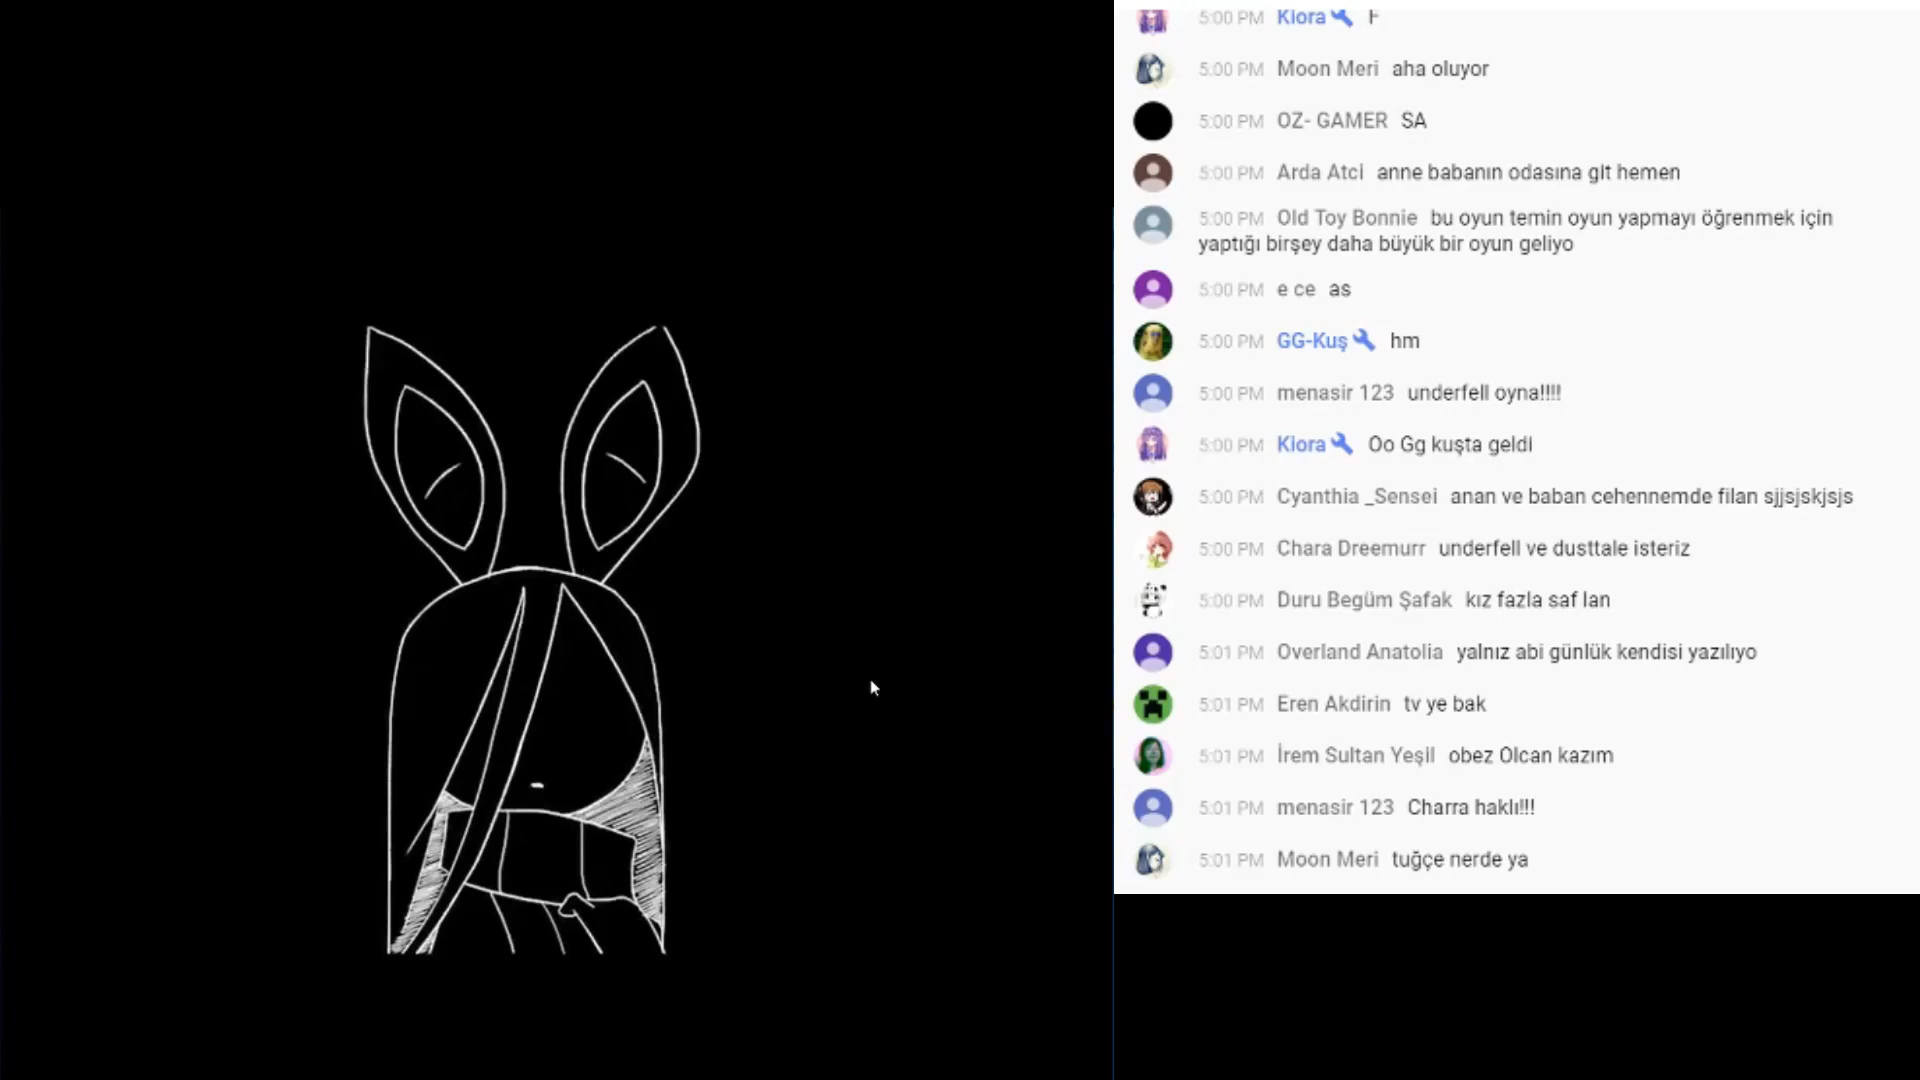 5:00 PM Klora F
5:00 PM Moon Meri aha oluyor
5:00 PM OZ- GAMER SA
5:00 PM Arda Atci anne babanın odasına gIt hemen
5:00 PM Old Toy Bonnie bu oyun temin oyun yapmayı öğrenmek için
yaptığı birşey daha büyük bir oyun geliyo
5:00 PM e ce as
5:00 PM GG-Kuş hm
5:00 PM menasir 123 underfell oyna!!!!
5:00 PM Klora Oo Gg kuşta geldi
5:00 PM Cyanthia _Sensei anan ve baban cehennemde filan sjjsjskjsjs
5:00 PM Chara Dreemurr underfell ve dusttale isteriz
5:00 PM Duru Begüm Şafak kız fazla saf lan
5:01 PM Overland Anatolia yalnız abi günlük kendisi yazılıyo
5:01 PM Eren Akdirin tv ye bak
5:01 PM İrem Sultan Yeşil obez Olcan kazım
5:01 PM menasir 123 Charra haklı!!!
5:01 PM Moon Meri tuğçe nerde ya